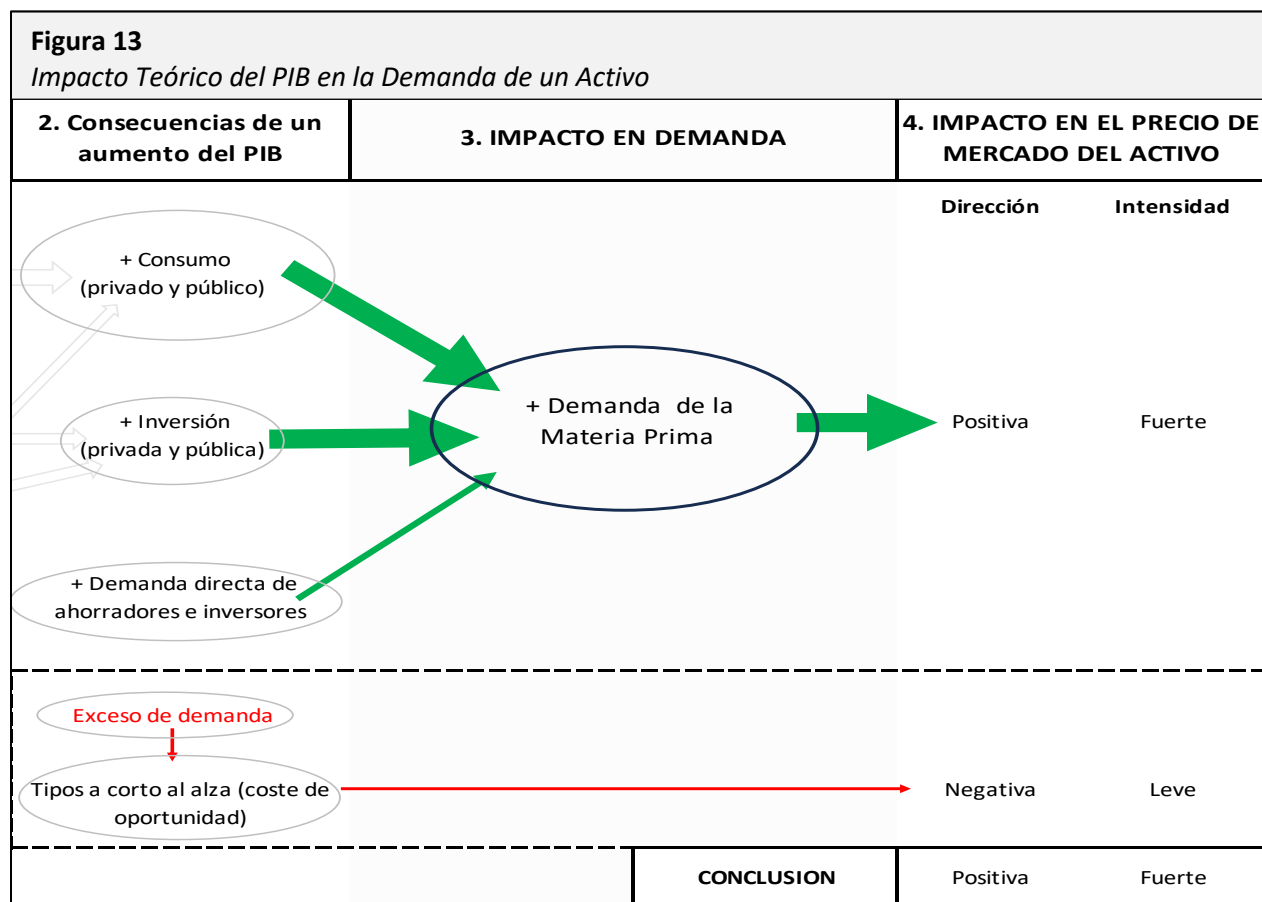 Figura 13
Impacto Teórico del PIB en la Demanda de un Activo
2. Consecuencias de un
aumento del PIB
3. IMPACTO EN DEMANDA
4. IMPACTO EN EL PRECIO DE
MERCADO DEL ACTIVO
Dirección
Intensidad
+ Consumo
(privado y público)
+ Inversión
(privada y pública)
+ Demanda directa de
ahorradores e inversores
+ Demanda de la
Materia Prima
Positiva
Fuerte
Exceso de demanda
Tipos a corto al alza (coste de
oportunidad)
Negativa
Leve
CONCLUSION
Positiva
Fuerte